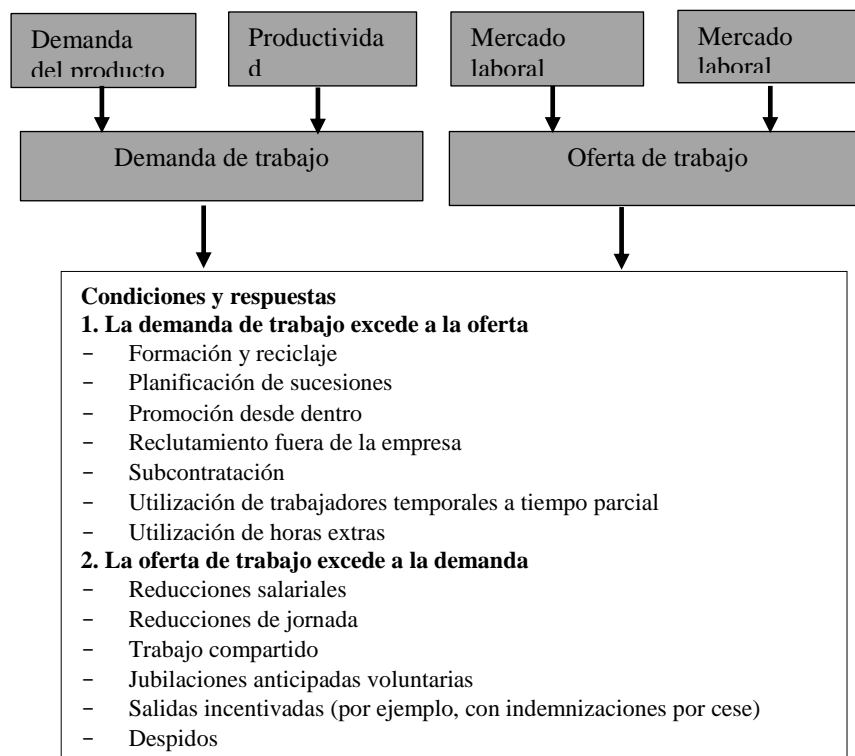 Demanda
del producto
Productivida
d
Mercado
laboral
Mercado
laboral
Demanda de trabajo
Oferta de trabajo
Condiciones y respuestas
1. La demanda de trabajo excede a la oferta
- Formación y reciclaje
- Planificación de sucesiones
- Promoción desde dentro
- Reclutamiento fuera de la empresa
- Subcontratación
- Utilización de trabajadores temporales a tiempo parcial
- Utilización de horas extras
2. La oferta de trabajo excede a la demanda
- Reducciones salariales
- Reducciones de jornada
- Trabajo compartido
- Jubilaciones anticipadas voluntarias
- Salidas incentivadas (por ejemplo, con indemnizaciones por cese)
- Despidos